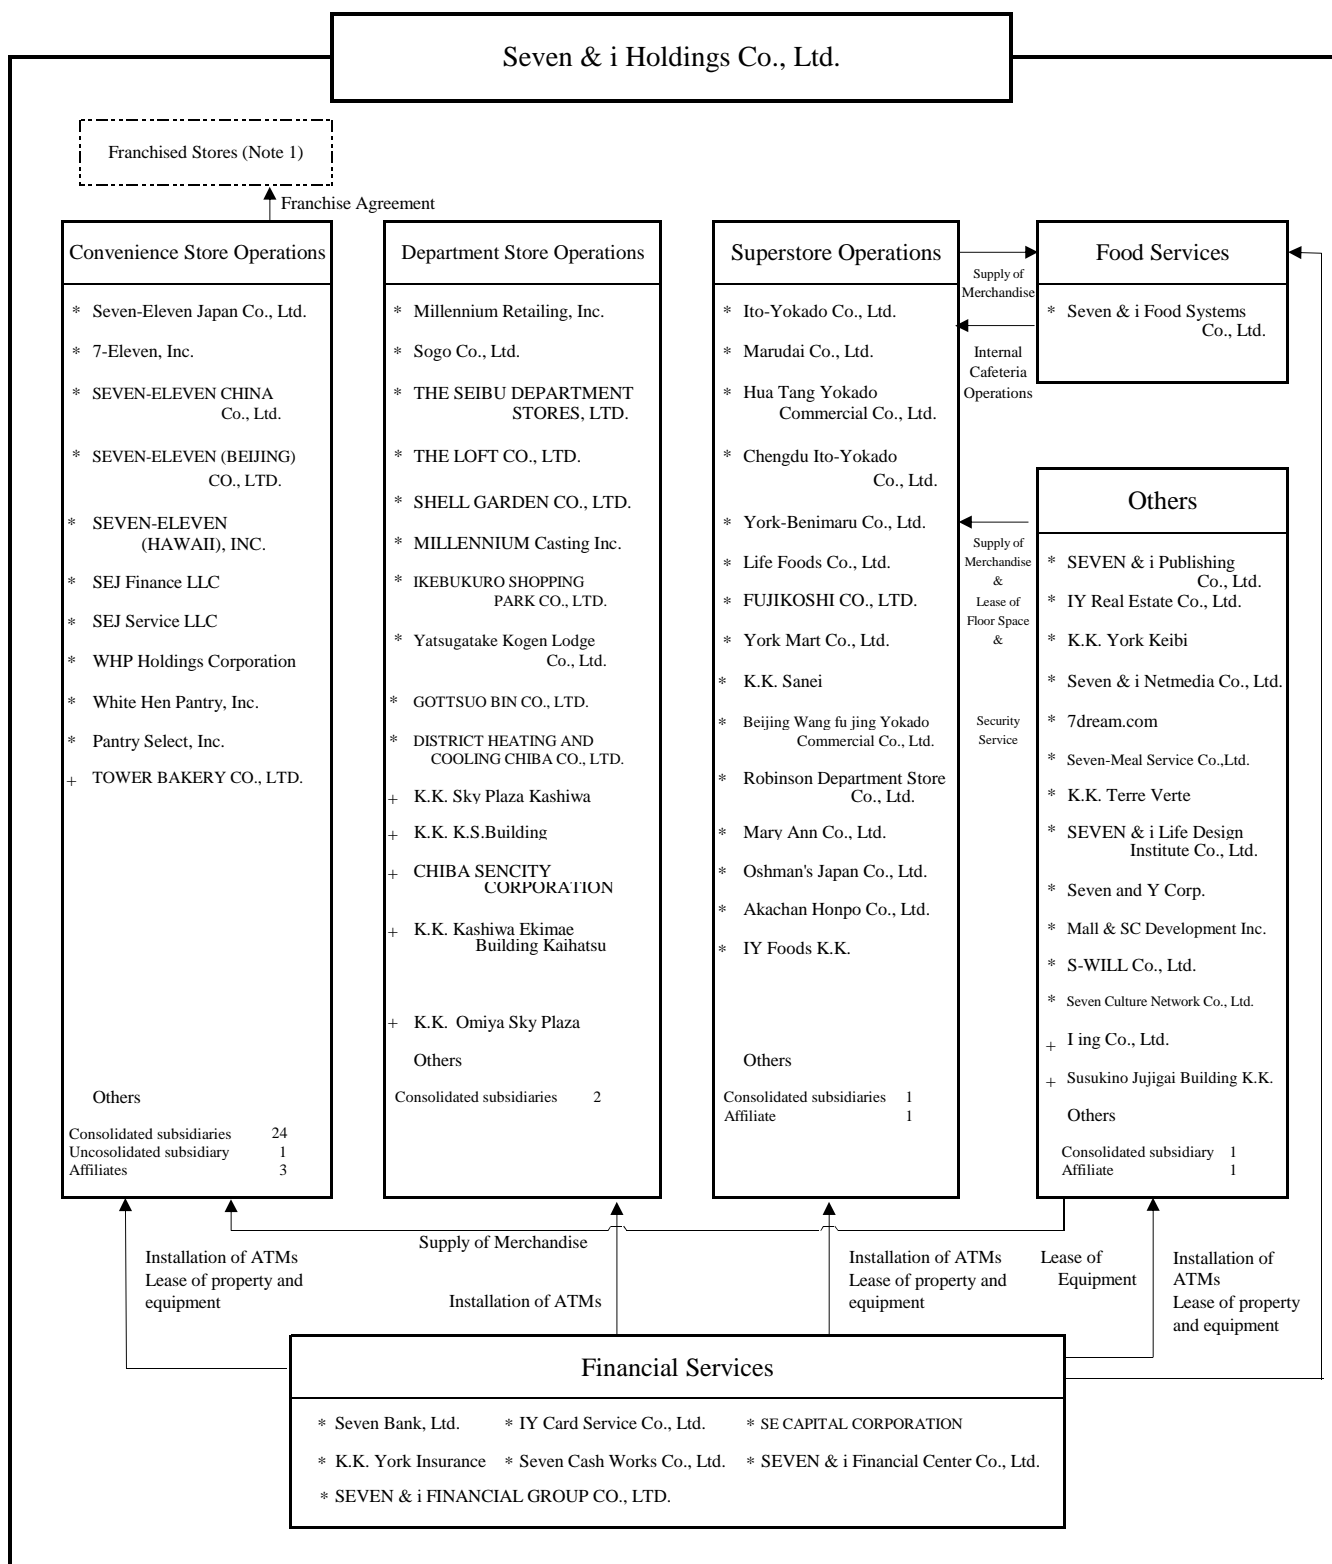 Seven & i Holdings Co., Ltd.
Franchised Stores (Note 1)
Franchise Agreement
Convenience Store Operations
* Seven-Eleven Japan Co., Ltd.
* 7-Eleven, Inc.
* SEVEN-ELEVEN CHINA
Co., Ltd.
* SEVEN-ELEVEN (BEIJING)
CO., LTD.
* SEVEN-ELEVEN
(HAWAII), INC.
* SEJ Finance LLC
* SEJ Service LLC
* WHP Holdings Corporation
* White Hen Pantry, Inc.
* Pantry Select, Inc.
+ TOWER BAKERY CO., LTD.
Others
Consolidated subsidiaries 24
Uncosolidated subsidiary 1
Affiliates 3
Department Store Operations
* Millennium Retailing, Inc.
* Sogo Co., Ltd.
* THE SEIBU DEPARTMENT
STORES, LTD.
* THE LOFT CO., LTD.
* SHELL GARDEN CO., LTD.
* MILLENNIUM Casting Inc.
* IKEBUKURO SHOPPING
PARK CO., LTD.
* Yatsugatake Kogen Lodge
Co., Ltd.
* GOTTSUO BIN CO., LTD.
* DISTRICT HEATING AND
COOLING CHIBA CO., LTD.
+ K.K. Sky Plaza Kashiwa
+ K.K. K.S.Building
+ CHIBA SENCITY
CORPORATION
+ K.K. Kashiwa Ekimae
Building Kaihatsu
+ K.K. Omiya Sky Plaza
Others
Consolidated subsidiaries 2
Superstore Operations
* Ito-Yokado Co., Ltd.
* Marudai Co., Ltd.
* Hua Tang Yokado
Commercial Co., Ltd.
* Chengdu Ito-Yokado
Co., Ltd.
* York-Benimaru Co., Ltd.
* Life Foods Co., Ltd.
* FUJIKOSHI CO., LTD.
* York Mart Co., Ltd.
* K.K. Sanei
* Beijing Wang fu jing Yokado
Commercial Co., Ltd.
* Robinson Department Store
Co., Ltd.
* Mary Ann Co., Ltd.
* Oshman's Japan Co., Ltd.
* Akachan Honpo Co., Ltd.
* IY Foods K.K.
Others
Consolidated subsidiaries 1
Affiliate 1
Supply of
Merchandise
Internal
Cafeteria
Operations
Supply of
Merchandise
&
Lease of
Floor Space
&
Security
Service
Food Services
* Seven & i Food Systems
Co., Ltd.
Others
* SEVEN & i Publishing
Co., Ltd.
* IY Real Estate Co., Ltd.
* K.K. York Keibi
* Seven & i Netmedia Co., Ltd.
* 7dream.com
* Seven-Meal Service Co.,Ltd.
* K.K. Terre Verte
* SEVEN & i Life Design
Institute Co., Ltd.
* Seven and Y Corp.
* Mall & SC Development Inc.
* S-WILL Co., Ltd.
* Seven Culture Network Co., Ltd.
+ I ing Co., Ltd.
+ Susukino Jujigai Building K.K.
Others
Consolidated subsidiary 1
Affiliate 1
Installation of ATMs
Lease of property and
equipment
Supply of Merchandise
Installation of ATMs
Installation of ATMs
Lease of property and
equipment
Lease of
Equipment
Installation of
ATMs
Lease of property
and equipment
Financial Services
* Seven Bank, Ltd. * IY Card Service Co., Ltd. * SE CAPITAL CORPORATION
* K.K. York Insurance * Seven Cash Works Co., Ltd. * SEVEN & i Financial Center Co., Ltd.
* SEVEN & i FINANCIAL GROUP CO., LTD.